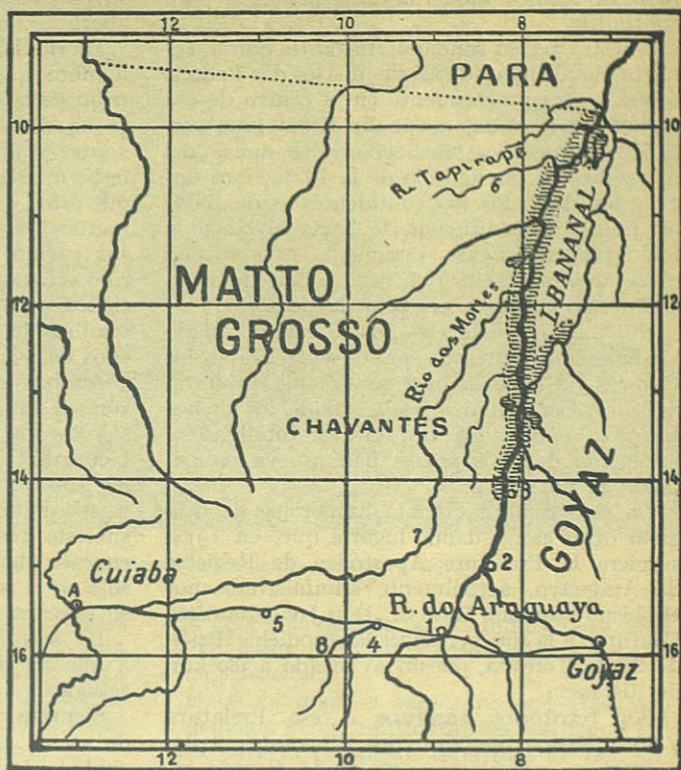 12 10 8
PARÁ
10 10
R. Tapirapé
6
I. BANANAL
MATTO
GROSSO
12 12
Rio das Mortes
CHAVANTES
14 3 14
GOYAZ
7
2
Cuiabá
A
5
R. do Araguaya
8 4 1
16 16
Goyaz
12 10 8